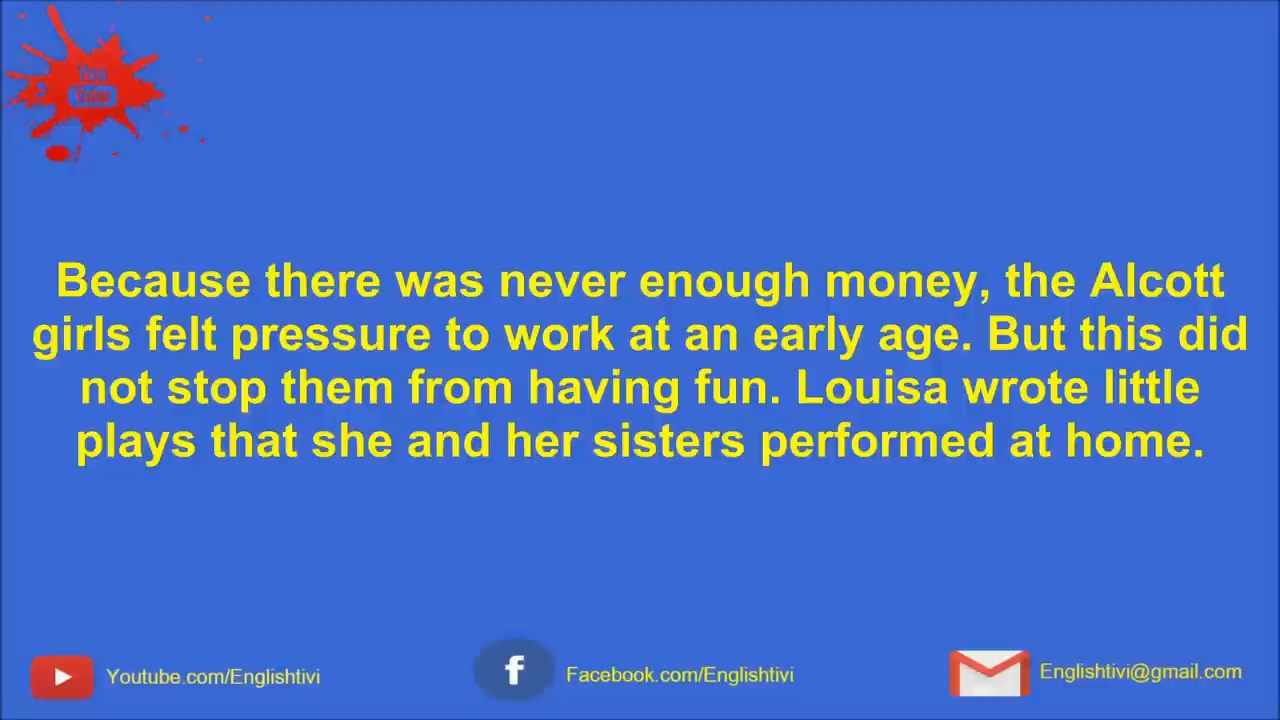 You
Tube
Because there was never enough money, the Alcott
girls felt pressure to work at an early age. But this did
not stop them from having fun. Louisa wrote little
plays that she and her sisters performed at home.
Youtube.com/Englishtivi
f
Facebook.com/Englishtivi
Englishtivi@gmail.com